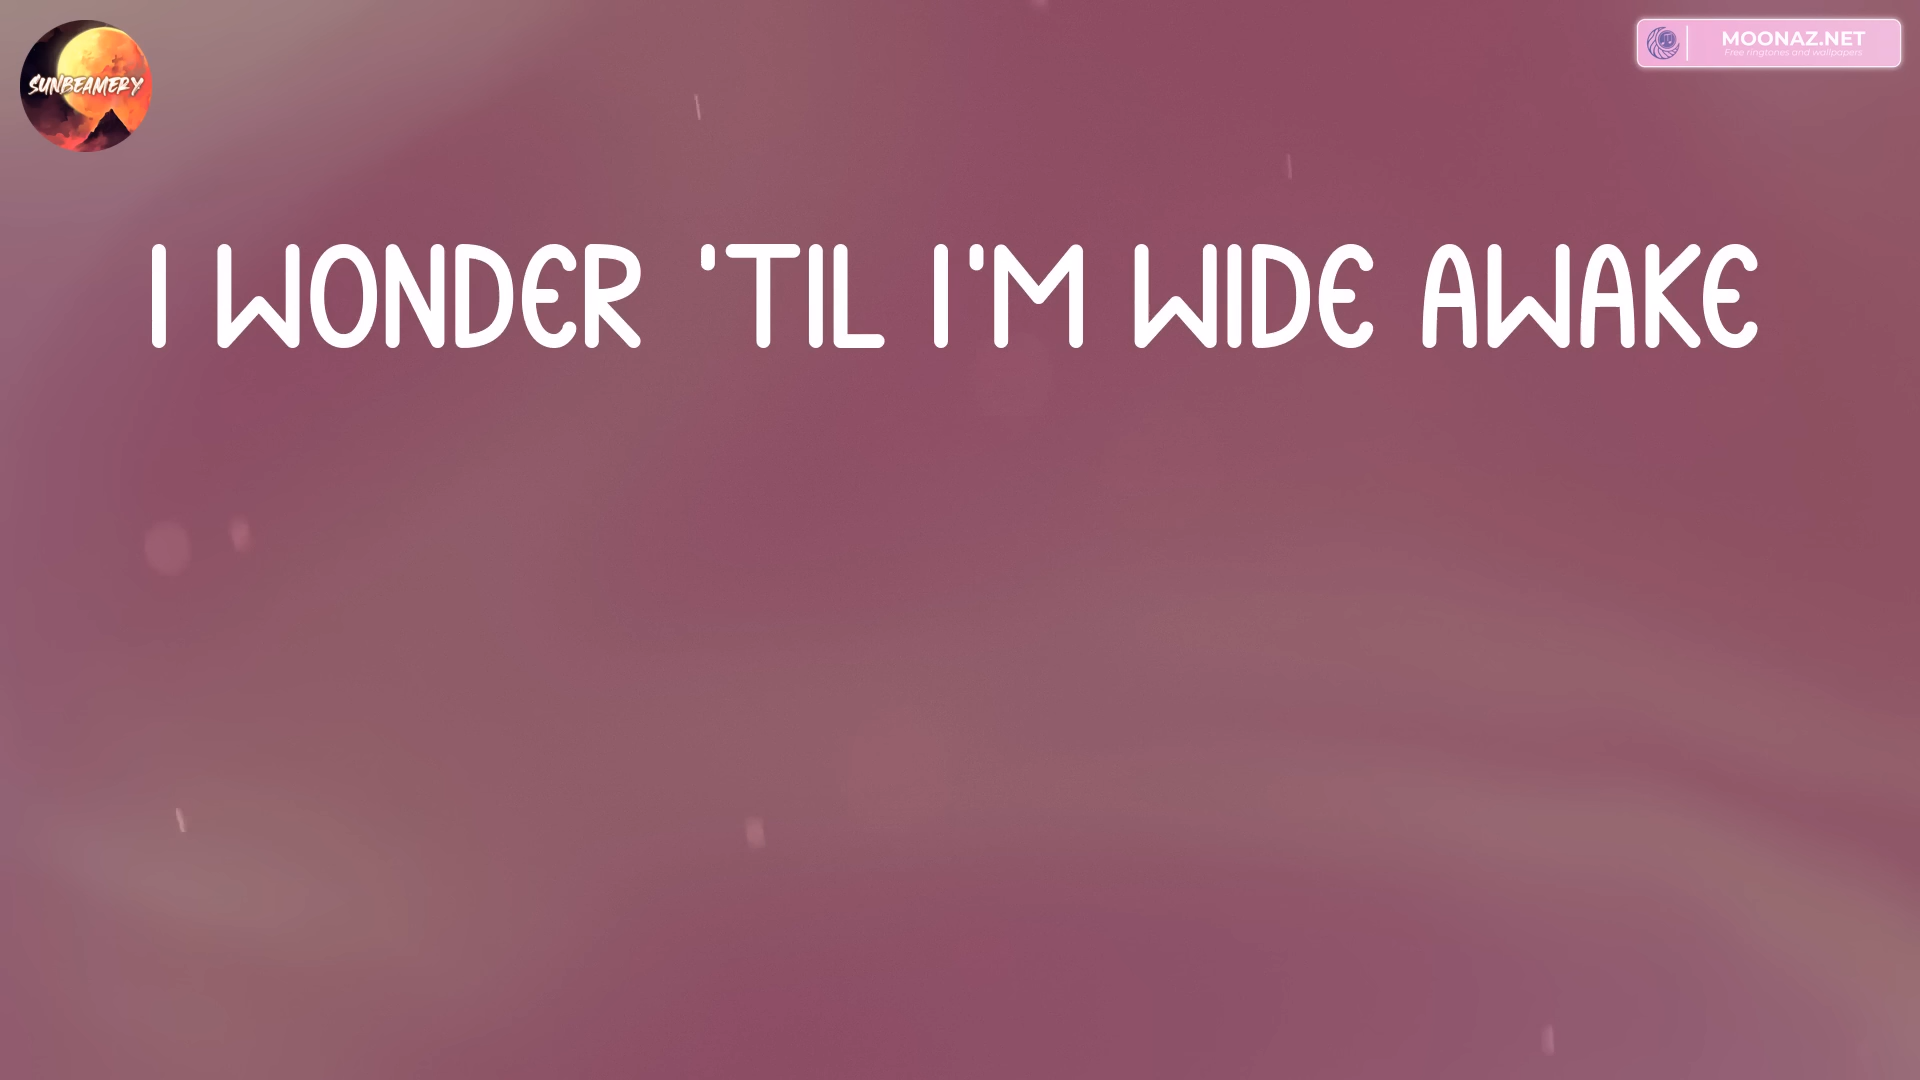 SUNBEAMERY
MOONAZ.NET
Free ringtones and wallpapers
I WONDER 'TIL I'M WIDE AWAKE